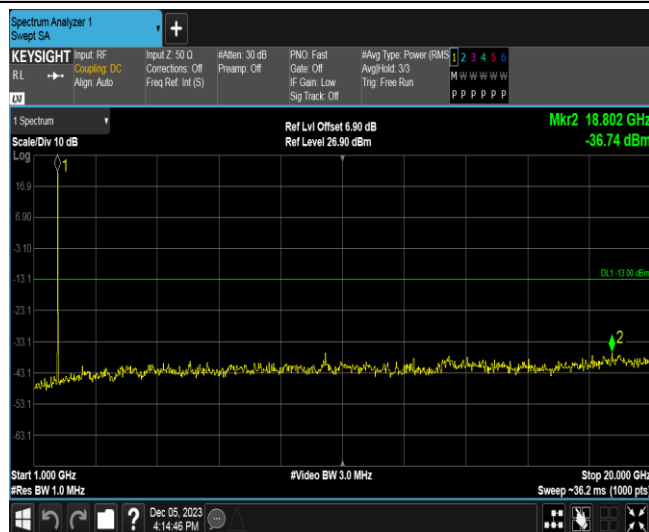 Spectrum Analyzer 1
Swept SA
+
KEYSIGHT Input: RF Input Z: 50 Ω #Atten: 30 dB PNO: Fast #Avg Type: Power (RMS 1 2 3 4 5 6
RL Coupling: DC Corrections: Off Preamp: Off Gate: Off Avg|Hold: 3/3 M W W W W W
Align: Auto Freq Ref: Int (S) IF Gain: Low Trig: Free Run
Sig Track: Off P P P P P P
LXI
1 Spectrum Ref Lvl Offset 6.90 dB Mkr2 18.802 GHz
Scale/Div 10 dB Ref Level 26.90 dBm -36.74 dBm
Log
1
16.9
6.90
-3.10
-13.1
DL1 -13.00 dBm
-23.1
-33.1
2
-43.1
-53.1
-63.1
Start 1.000 GHz #Video BW 3.0 MHz Stop 20.000 GHz
#Res BW 1.0 MHz Sweep ~36.2 ms (1000 pts)
? Dec 05, 2023
4:14:46 PM